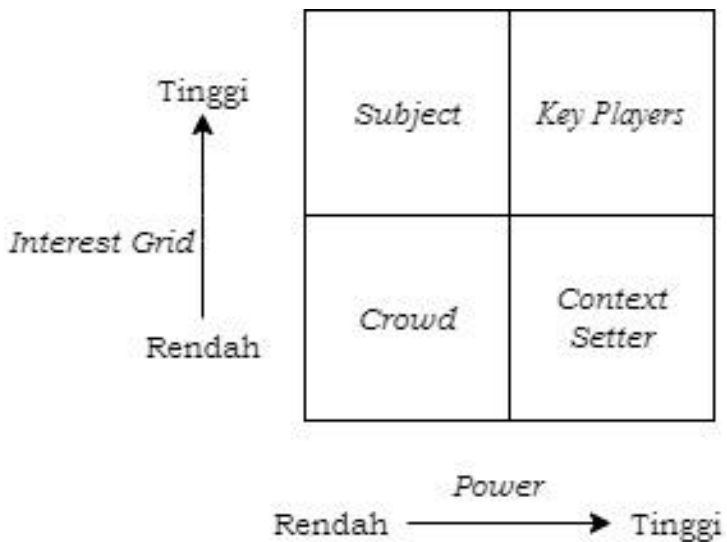 Tinggi
Subject
Key Players
Interest Grid
Rendah
Crowd
Context
Setter
Power
Rendah
Tinggi